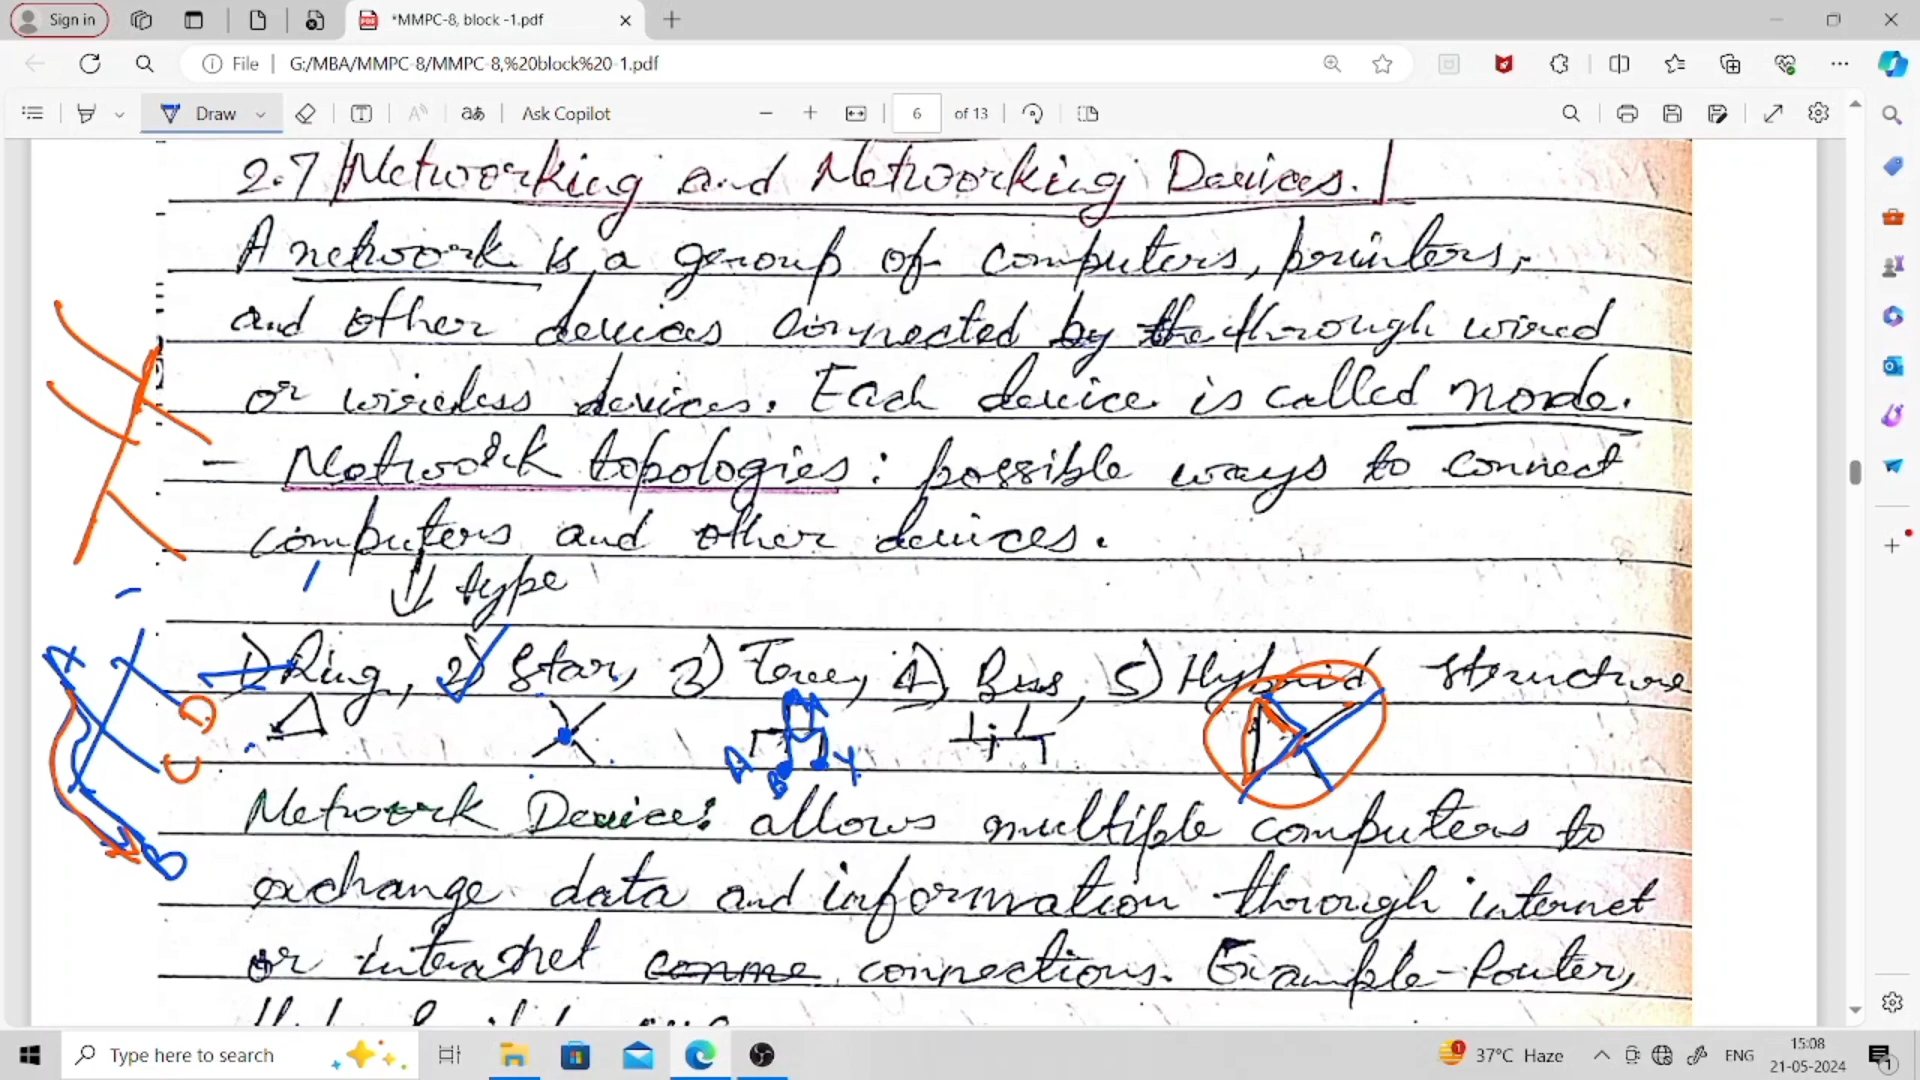 Sign in
*MMPC-8, block -1.pdf
File
G:/MBA/MMPC-8/MMPC-8,%20block%20-1.pdf
Draw
Ask Copilot
6 of 13
2.7 Networking and Networking Devices.
A network is a group of computers, printers,
and other devices connected by the through wired
or wireless devices. Each device is called node.
- Network topologies: possible ways to connect
computers and other devices.
↓ type
1) Ring, 2) Star, 3) Tree, 4) Bus, 5) Hybrid structure
A D
C
A B Y
B
Network Device: allows multiple computers to
exchange data and information through internet
or intranet conne connections. Example-Router,
Type here to search
1
37°C Haze
ENG
15:08
21-05-2024
1